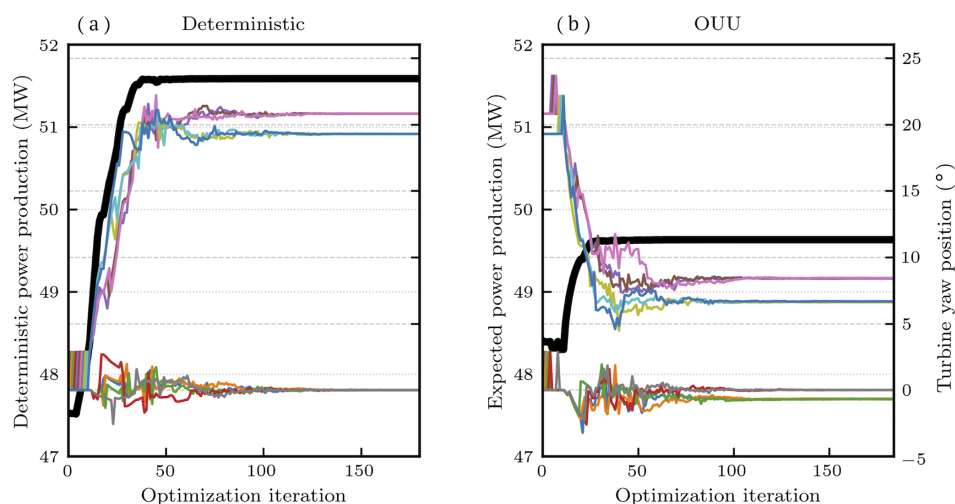 (a) Deterministic
(b) OUU
52
51
50
49
48
47
Deterministic power production (MW)
0 50 100 150
Optimization iteration
52
51
50
49
48
47
Expected power production (MW)
0 50 100 150
Optimization iteration
25
20
15
10
5
0
−5
Turbine yaw position (°)